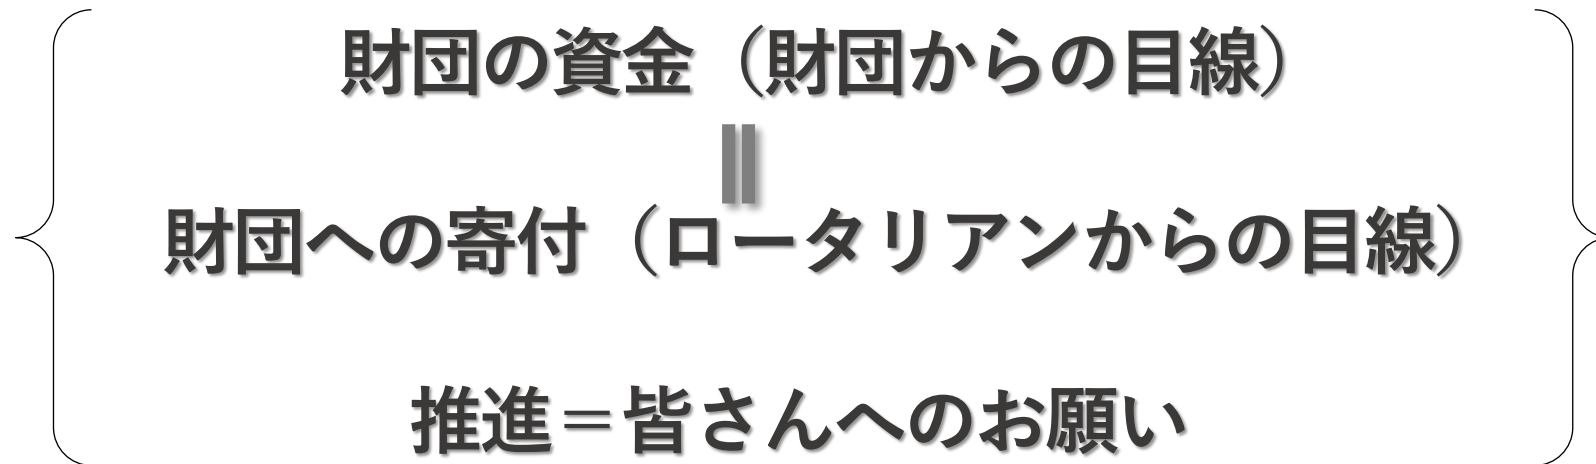 財団の資金（財団からの目線）
＝
財団への寄付（ロータリアンからの目線）
推進＝皆さんへのお願い